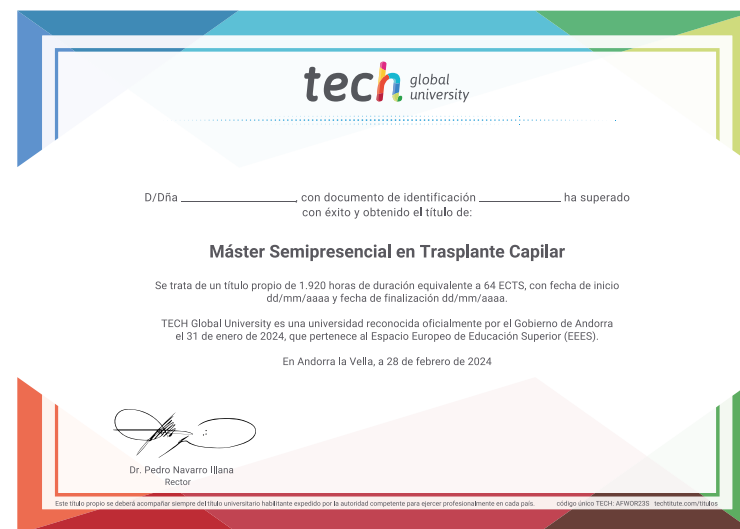 tech global university
D/Dña ____________, con documento de identificación ____________ ha superado
con éxito y obtenido el título de:
Máster Semipresencial en Trasplante Capilar
Se trata de un título propio de 1.920 horas de duración equivalente a 64 ECTS, con fecha de inicio
dd/mm/aaaa y fecha de finalización dd/mm/aaaa.
TECH Global University es una universidad reconocida oficialmente por el Gobierno de Andorra
el 31 de enero de 2024, que pertenece al Espacio Europeo de Educación Superior (EEES).
En Andorra la Vella, a 28 de febrero de 2024
Dr. Pedro Navarro Illana
Rector
Este título propio se deberá acompañar siempre del título universitario habilitante expedido por la autoridad competente para ejercer profesionalmente en cada país. código único TECH: AFWOR23S techtitute.com/titulos